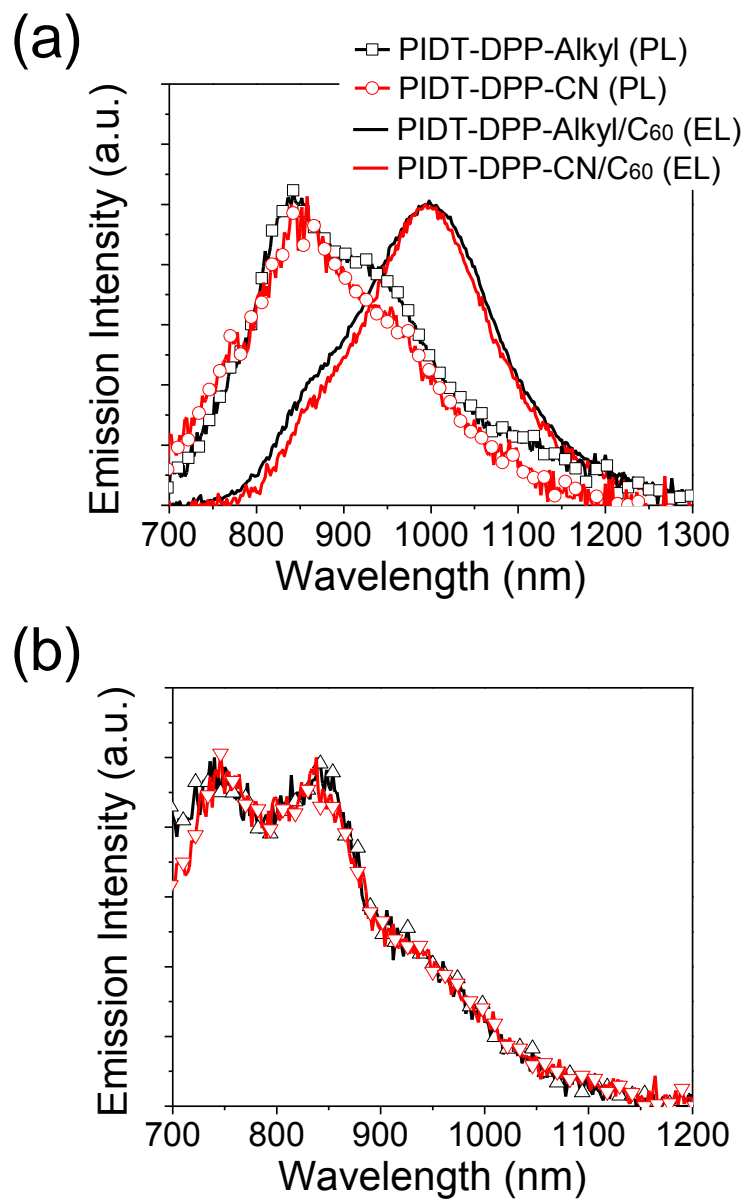 (a)
PIDT-DPP-Alkyl (PL)
PIDT-DPP-CN (PL)
PIDT-DPP-Alkyl/C₆₀ (EL)
PIDT-DPP-CN/C₆₀ (EL)
Emission Intensity (a.u.)
700 800 900 1000 1100 1200 1300
Wavelength (nm)
(b)
Emission Intensity (a.u.)
700 800 900 1000 1100 1200
Wavelength (nm)